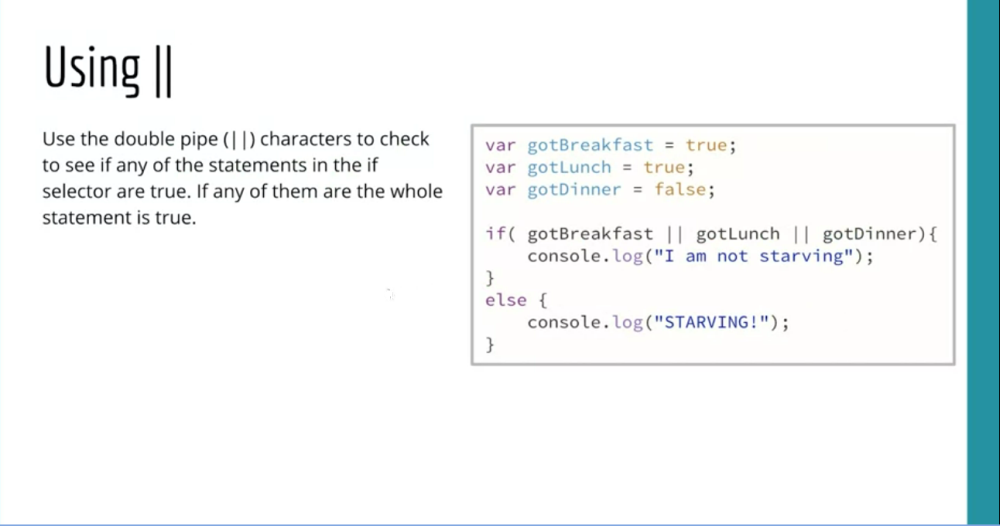 Using ||
Use the double pipe (||) characters to check
to see if any of the statements in the if
selector are true. If any of them are the whole
statement is true.
var gotBreakfast = true;
var gotLunch = true;
var gotDinner = false;
if( gotBreakfast || gotLunch || gotDinner){
    console.log("I am not starving");
}
else {
    console.log("STARVING!");
}